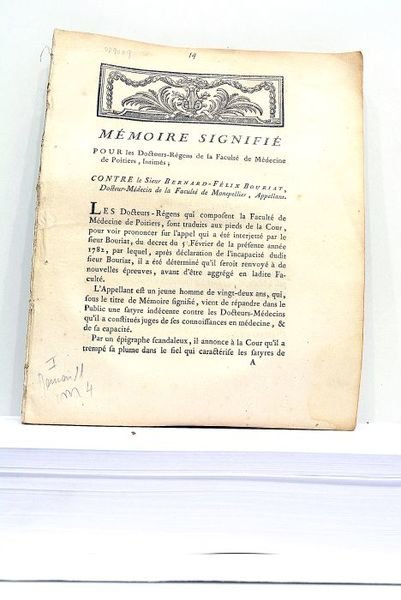 19
MÉMOIRE SIGNIFIÉ
POUR les Docteurs-Régens de la Faculté de Médecine
de Poitiers, Intimés;
CONTRE le Sieur BERNARD-FÉLIX BOURIAT,
Docteur-Médecin de la Faculté de Montpellier, Appellant.
LES Docteurs-Régens qui composent la Faculté de
Médecine de Poitiers, sont traduits aux pieds de la Cour,
pour voir prononcer sur l'appel qui a été interjetté par le
sieur Bouriat, du decret du 5 Février de la présente année
1782, par lequel, après déclaration de l'incapacité dudit
sieur Bouriat, il a été déterminé qu'il seroit renvoyé à de
nouvelles épreuves, avant d'être aggrégé en ladite Fa-
culté.
L'Appellant est un jeune homme de vingt-deux ans, qui,
sous le titre de Mémoire signifié, vient de répandre dans le
Public une satyre indécente contre les Docteurs-Médecins
qu'il a constitués juges de ses connoissances en médecine, &
de sa capacité.
Par un épigraphe scandaleux, il annonce à la Cour qu'il a
trempé sa plume dans le fiel qui caractérise les satyres de
A
I
4